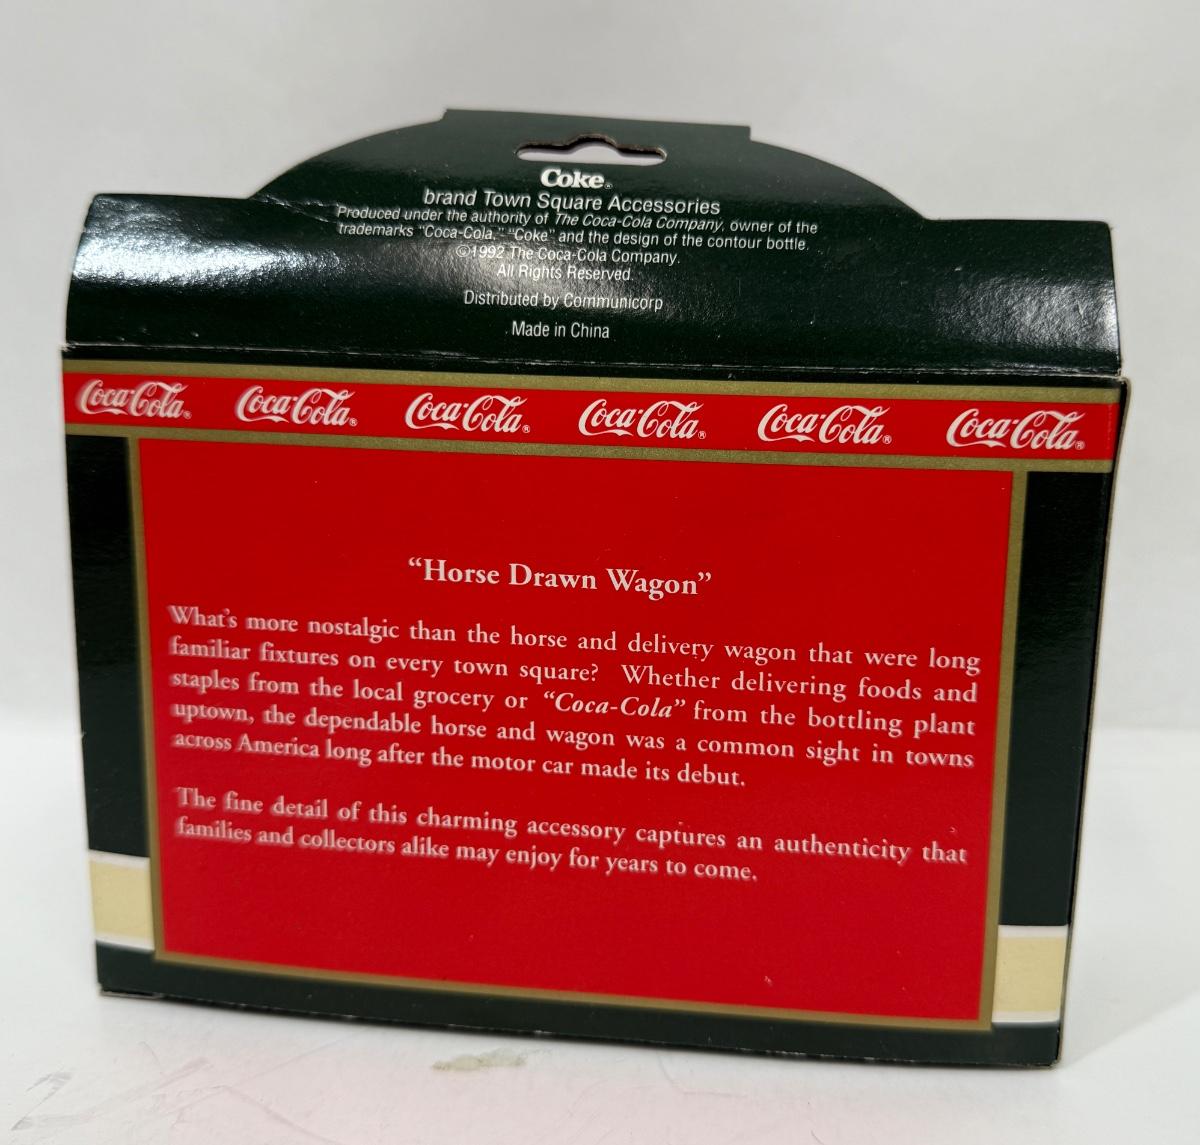 Coke®
brand Town Square Accessories
Produced under the authority of The Coca-Cola Company, owner of the
trademarks "Coca-Cola," "Coke" and the design of the contour bottle.
©1992 The Coca-Cola Company.
All Rights Reserved.
Distributed by Communicorp
Made in China
Coca-Cola® Coca-Cola® Coca-Cola® Coca-Cola® Coca-Cola® Coca-Cola®
“Horse Drawn Wagon”
What's more nostalgic than the horse and delivery wagon that were long
familiar fixtures on every town square? Whether delivering foods and
staples from the local grocery or “Coca-Cola” from the bottling plant
uptown, the dependable horse and wagon was a common sight in towns
across America long after the motor car made its debut.
The fine detail of this charming accessory captures an authenticity that
families and collectors alike may enjoy for years to come.